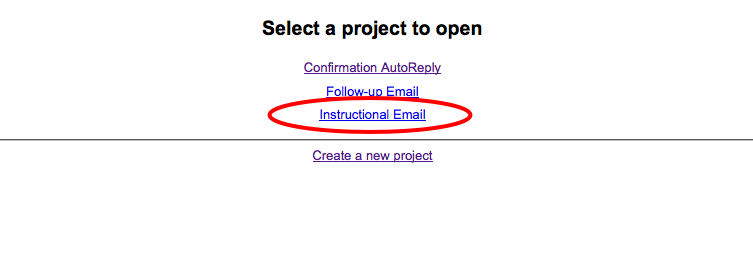 Select a project to open
Confirmation AutoReply
Follow-up Email
Instructional Email
Create a new project